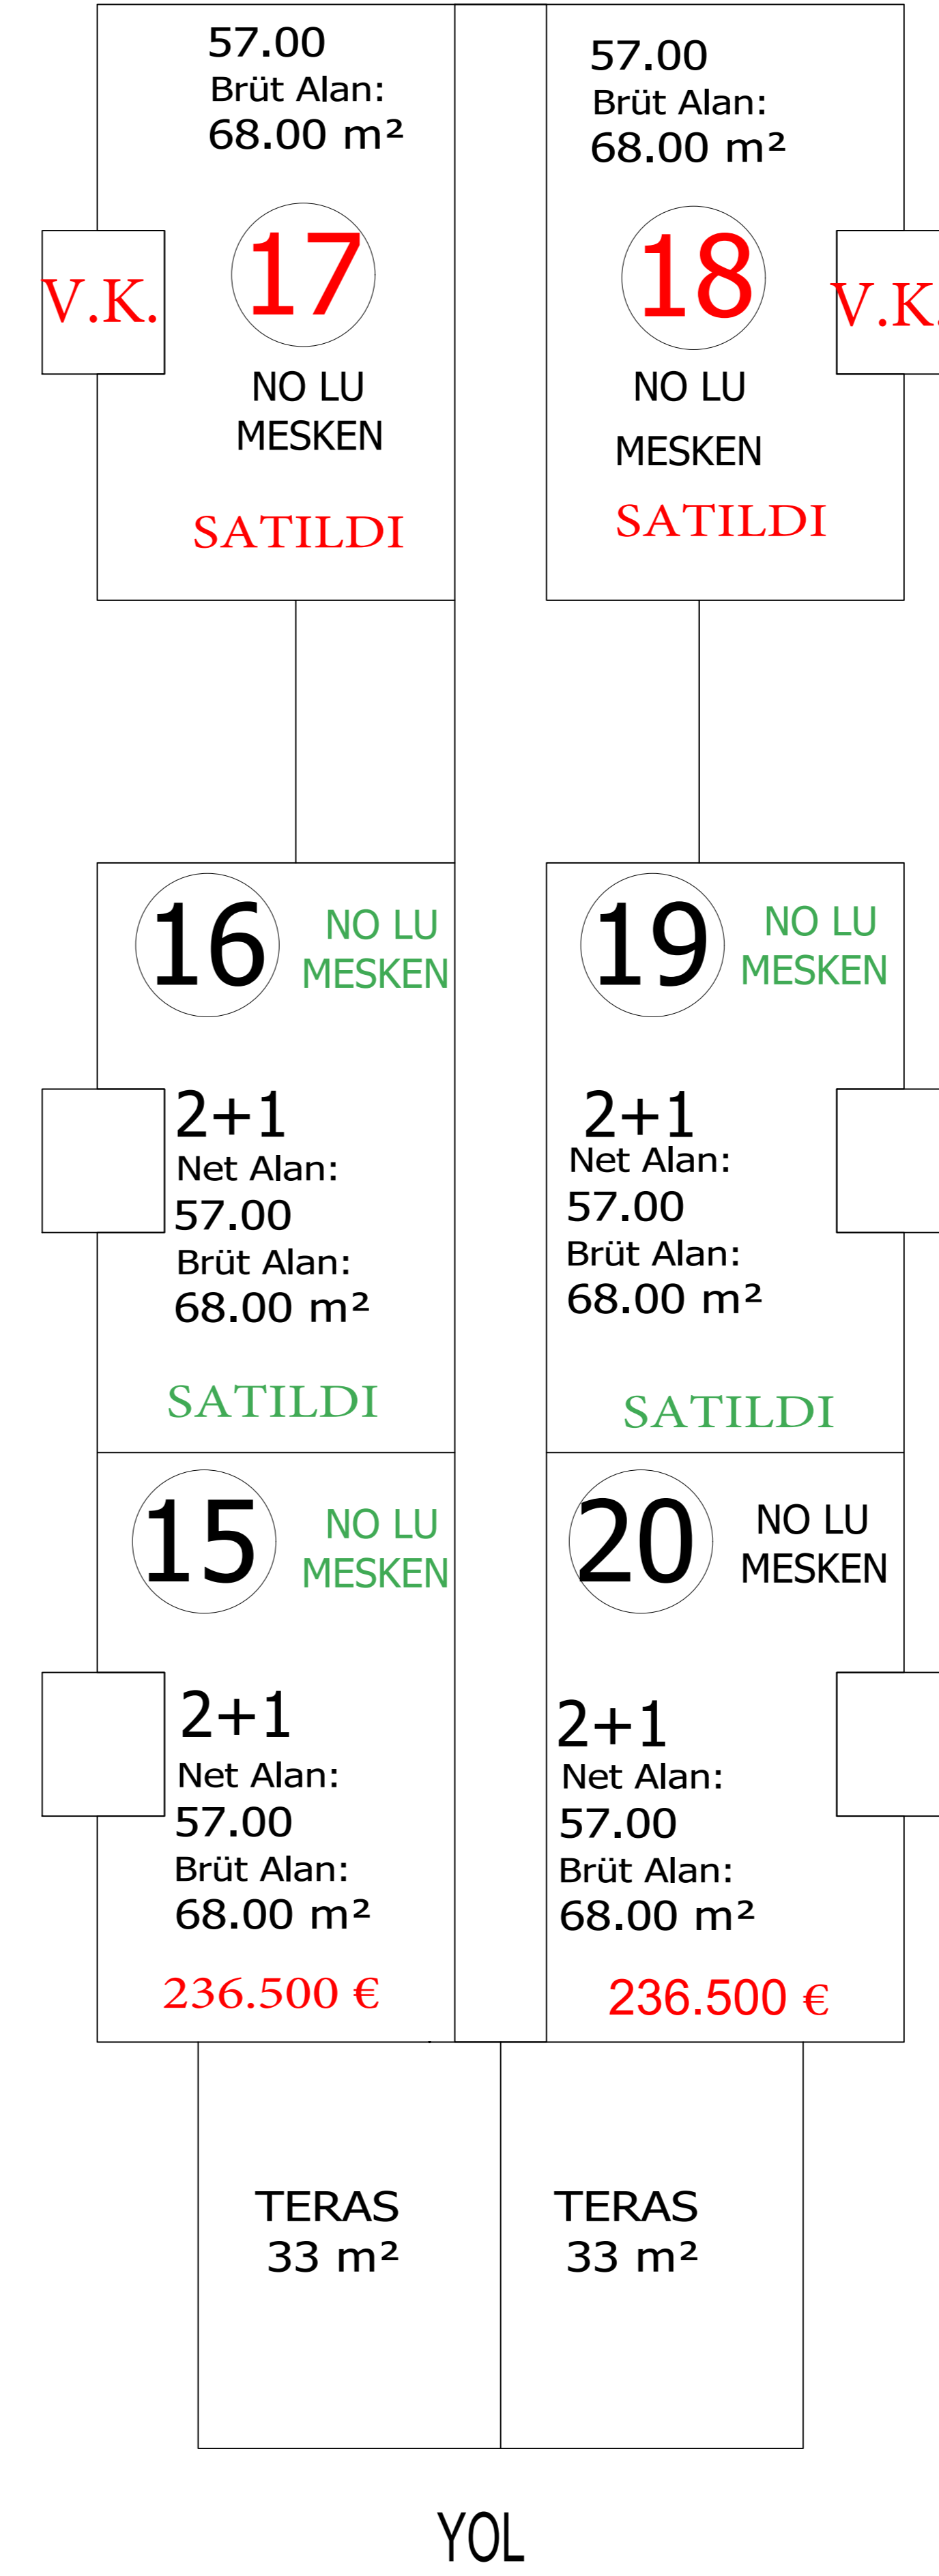 57.00
Brüt Alan:
68.00 m²
17
V.K.
NO LU
MESKEN
SATILDI
57.00
Brüt Alan:
68.00 m²
18
V.K.
NO LU
MESKEN
SATILDI
16
NO LU
MESKEN
2+1
Net Alan:
57.00
Brüt Alan:
68.00 m²
SATILDI
19
NO LU
MESKEN
2+1
Net Alan:
57.00
Brüt Alan:
68.00 m²
SATILDI
15
NO LU
MESKEN
2+1
Net Alan:
57.00
Brüt Alan:
68.00 m²
236.500 €
20
NO LU
MESKEN
2+1
Net Alan:
57.00
Brüt Alan:
68.00 m²
236.500 €
TERAS
33 m²
TERAS
33 m²
YOL